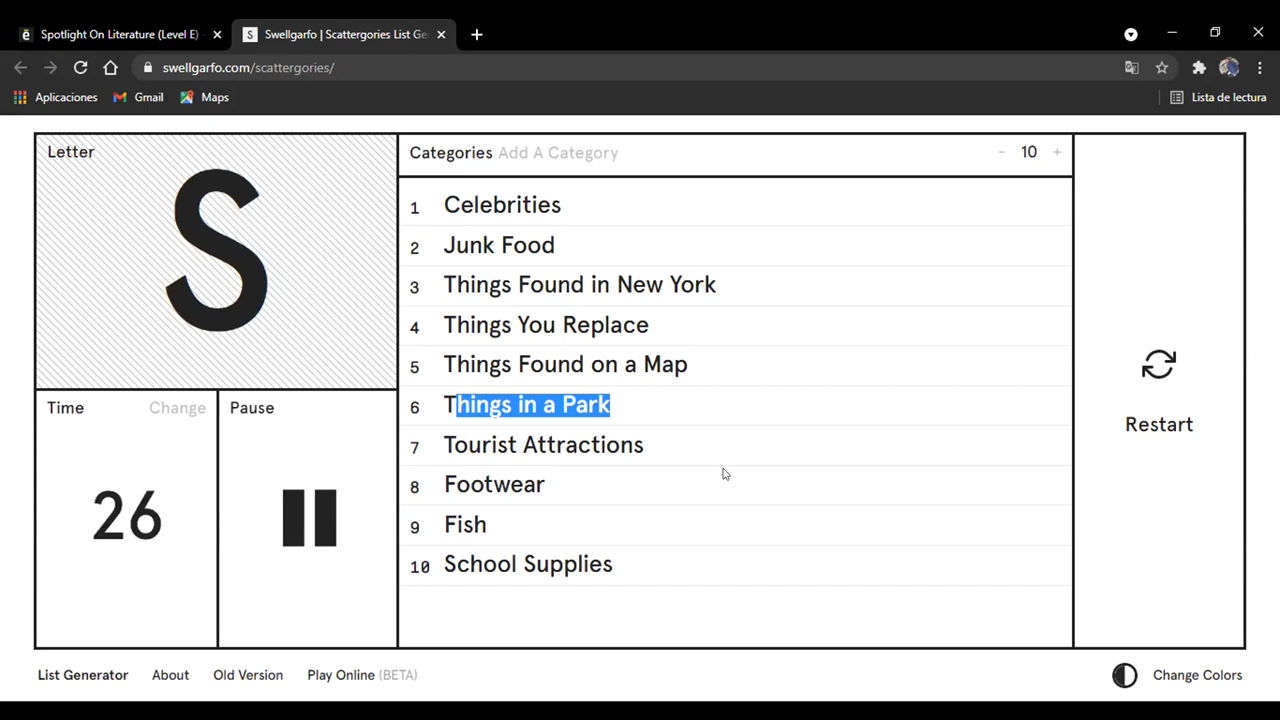 Spotlight On Literature (Level E)
Swellgarfo | Scattergories List Ge
swellgarfo.com/scattergories/
Aplicaciones Gmail Maps Lista de lectura
Letter
S
Categories Add A Category - 10 +
1 Celebrities
2 Junk Food
3 Things Found in New York
4 Things You Replace
5 Things Found on a Map
6 Things in a Park
7 Tourist Attractions
8 Footwear
9 Fish
10 School Supplies
Time Change
26
Pause
Restart
List Generator About Old Version Play Online (BETA) Change Colors